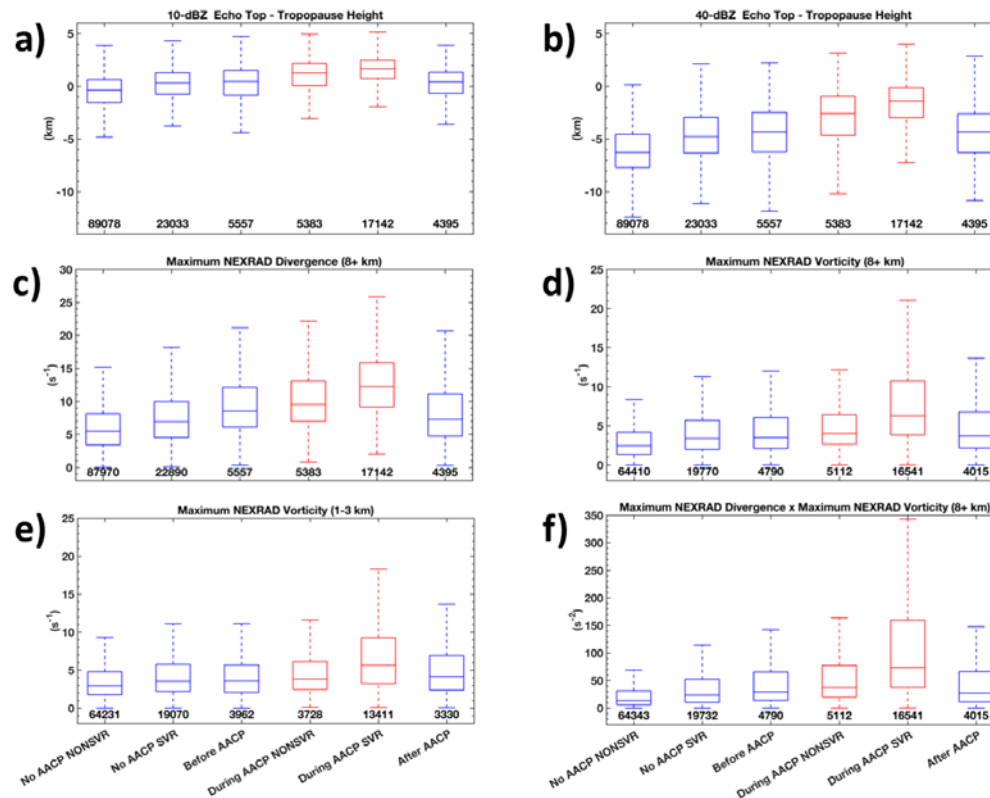 a)
10-dBZ Echo Top - Tropopause Height
5
0
-5
-10
(km)
89078 23033 5557 5383 17142 4395
b)
40-dBZ Echo Top - Tropopause Height
5
0
-5
-10
(km)
89078 23033 5557 5383 17142 4395
c)
Maximum NEXRAD Divergence (8+ km)
30
25
20
15
10
5
0
(s⁻¹)
87970 22890 5557 5383 17142 4395
d)
Maximum NEXRAD Vorticity (8+ km)
25
20
15
10
5
0
(s⁻¹)
64410 19770 4790 5112 16541 4015
e)
Maximum NEXRAD Vorticity (1-3 km)
25
20
15
10
5
0
(s⁻¹)
64231 19070 3962 3728 13411 3330
No AACP NONSVR
No AACP SVR
Before AACP
During AACP NONSVR
During AACP SVR
After AACP
f)
Maximum NEXRAD Divergence x Maximum NEXRAD Vorticity (8+ km)
350
300
250
200
150
100
50
0
(s⁻²)
64343 19732 4790 5112 16541 4015
No AACP NONSVR
No AACP SVR
Before AACP
During AACP NONSVR
During AACP SVR
After AACP